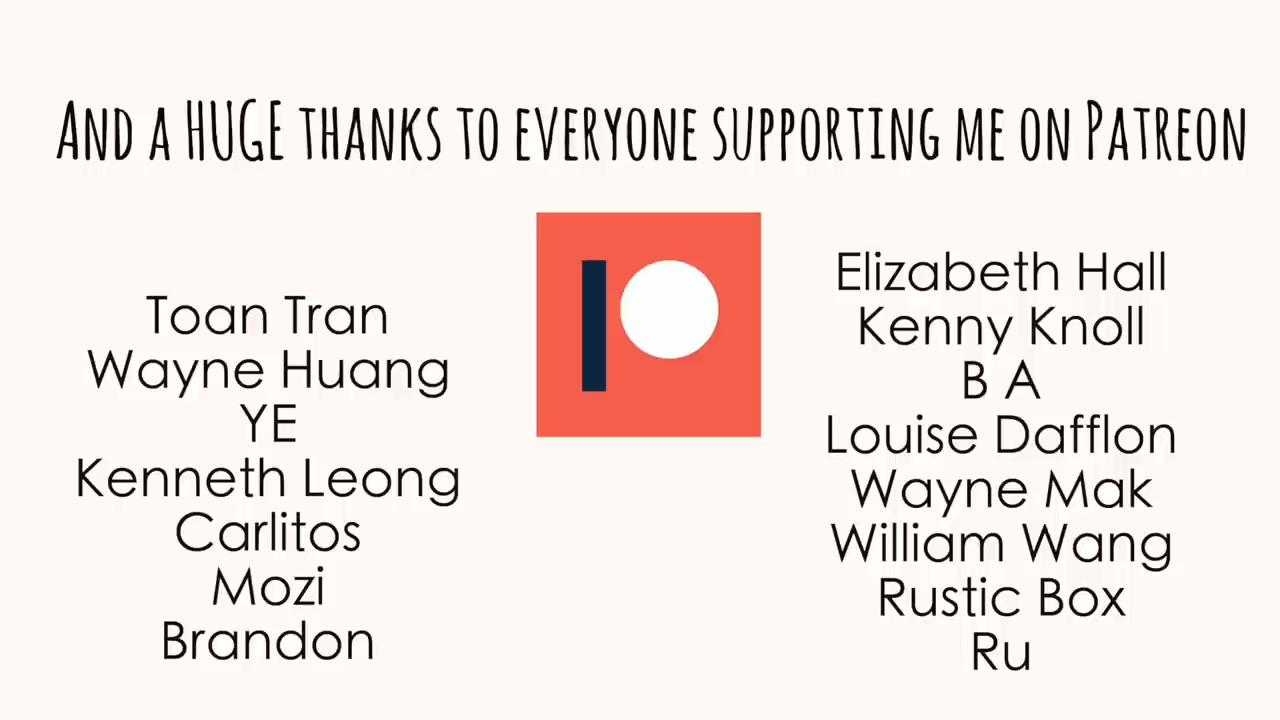 And a HUGE thanks to everyone supporting me on Patreon
Toan Tran
Wayne Huang
YE
Kenneth Leong
Carlitos
Mozi
Brandon
Elizabeth Hall
Kenny Knoll
B A
Louise Dafflon
Wayne Mak
William Wang
Rustic Box
Ru